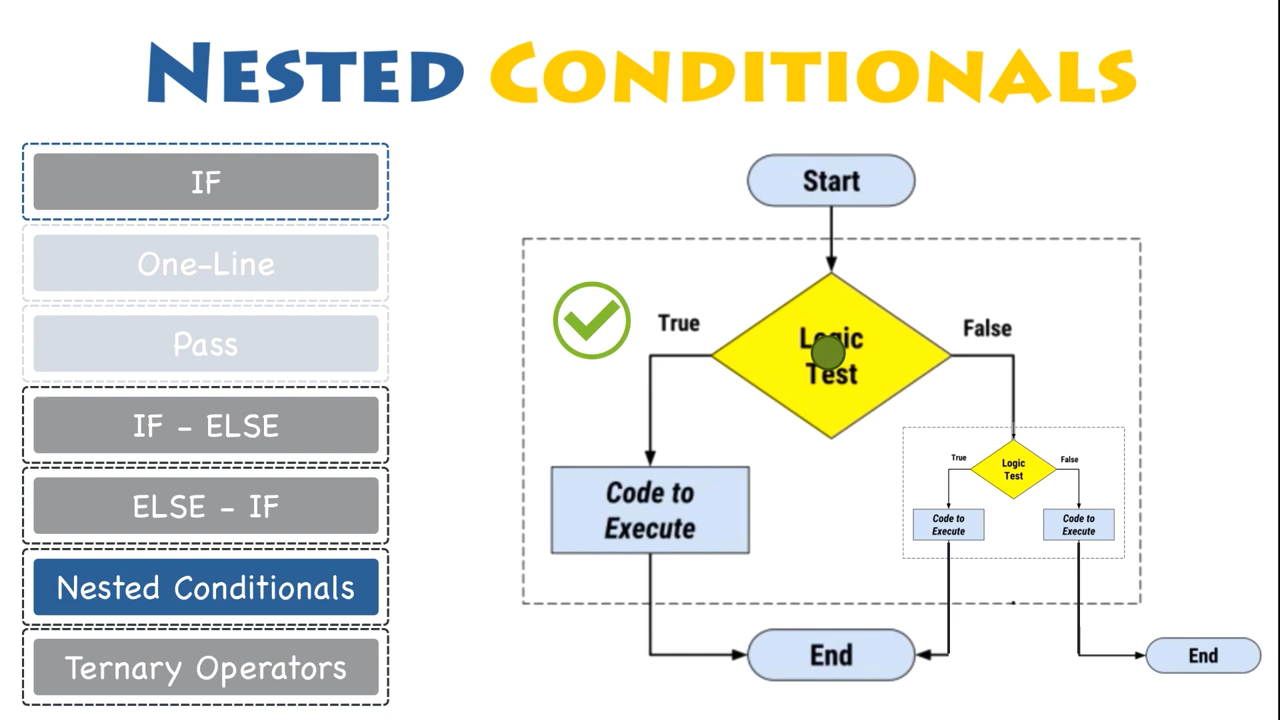 NESTED CONDITIONALS
IF
One-Line
Pass
IF - ELSE
ELSE - IF
Nested Conditionals
Ternary Operators
Start
True
False
Logic
Test
Code to
Execute
True
False
Logic
Test
Code to
Execute
Code to
Execute
End
End